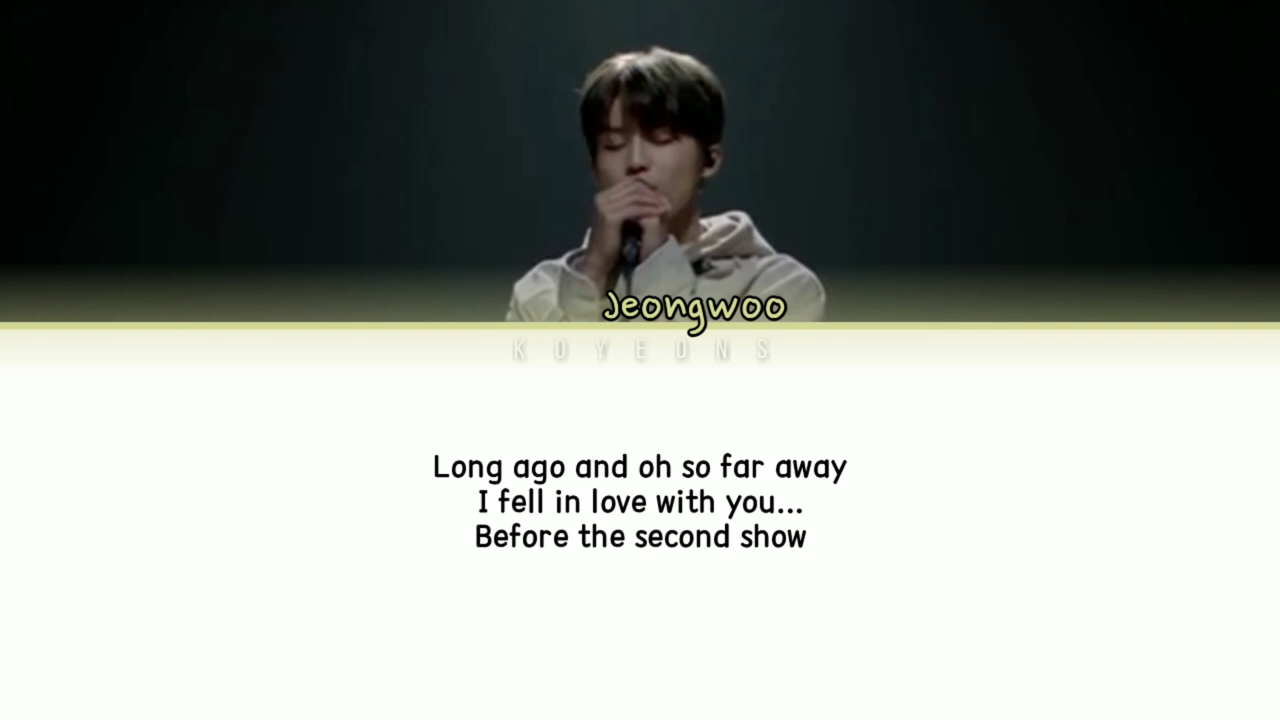 Jeongwoo
KOYEONS
Long ago and oh so far away
I fell in love with you...
Before the second show